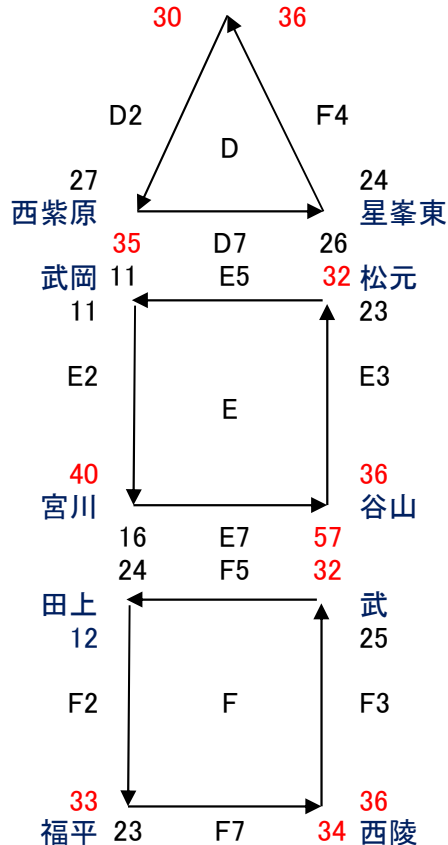 30 36
D2 F4
D
27 24
西紫原 星峯東
35 D7 26
武岡 11 E5 32 松元
11 23
E2 E3
E
40 36
宮川 谷山
16 E7 57
24 F5 32
田上 武
12 25
F2 F F3
33 36
福平 23 F7 34 西陵